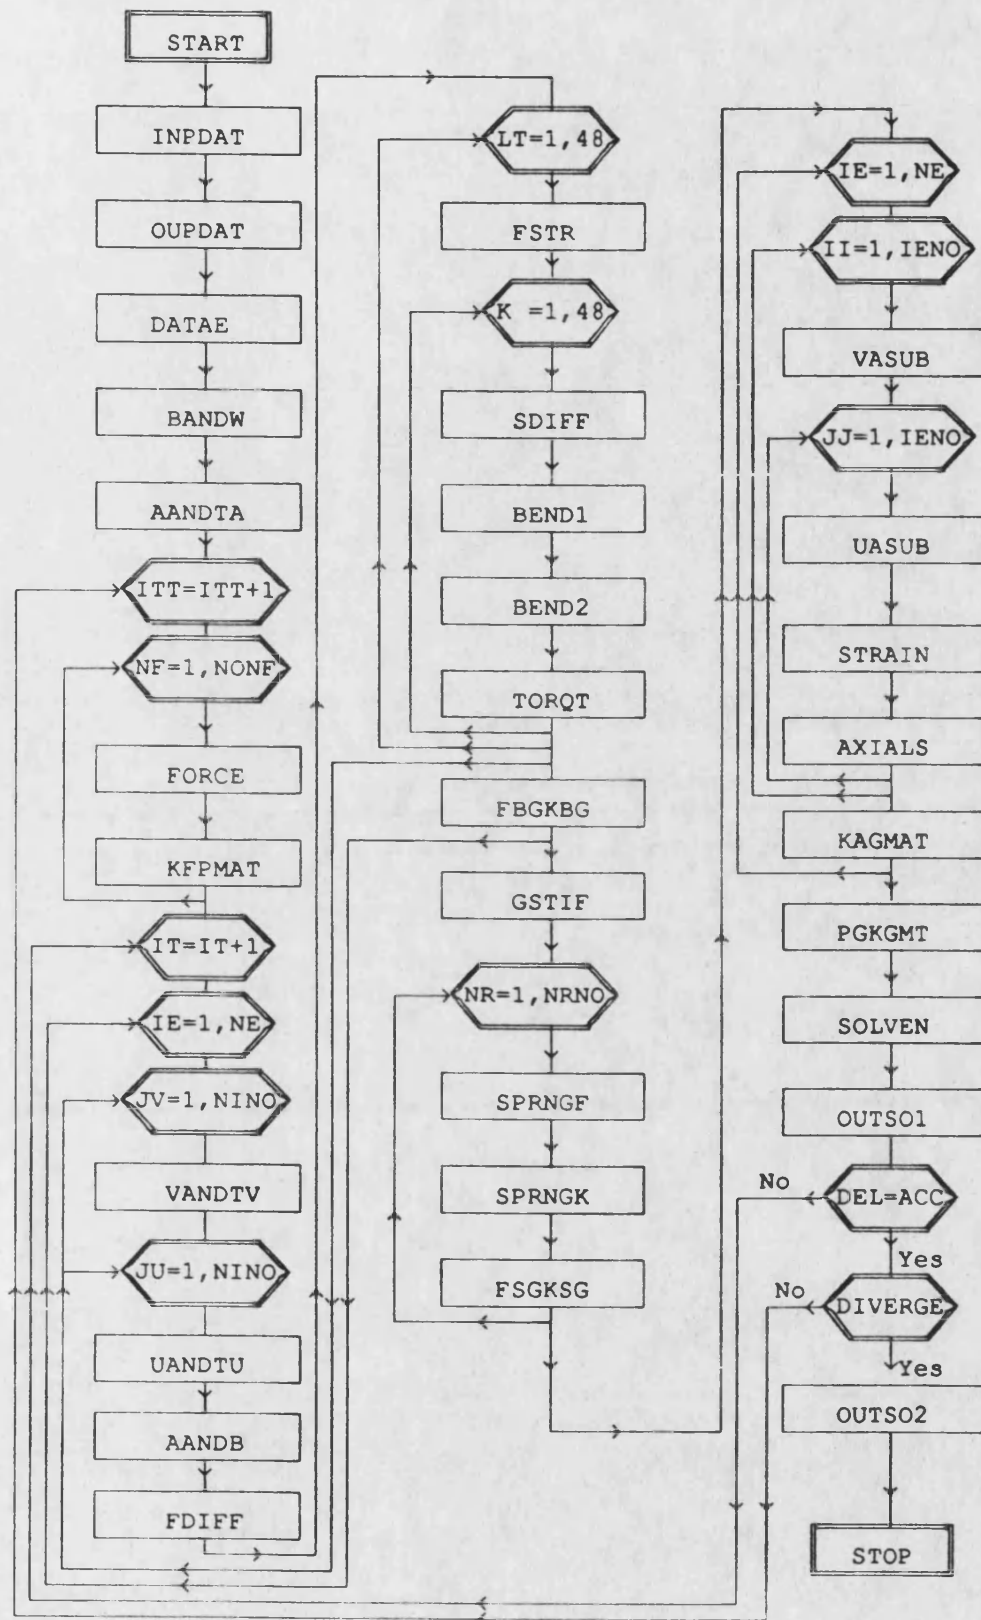 START
INPDAT
OUPDAT
DATAE
BANDW
AANDTA
ITT=ITT+1
NF=1,NONF
FORCE
KFPMAT
IT=IT+1
IE=1,NE
JV=1,NINO
VANDTV
JU=1,NINO
UANDTU
AANDB
FDIFF
LT=1,48
FSTR
K =1,48
SDIFF
BEND1
BEND2
TORQT
FBGKBG
GSTIF
NR=1,NRNO
SPRNGF
SPRNGK
FSGKSG
IE=1,NE
II=1,IENO
VASUB
JJ=1,IENO
UASUB
STRAIN
AXIALS
KAGMAT
PGKGMT
SOLVEN
OUTSO1
No
DEL=ACC
Yes
No
DIVERGE
Yes
OUTSO2
STOP